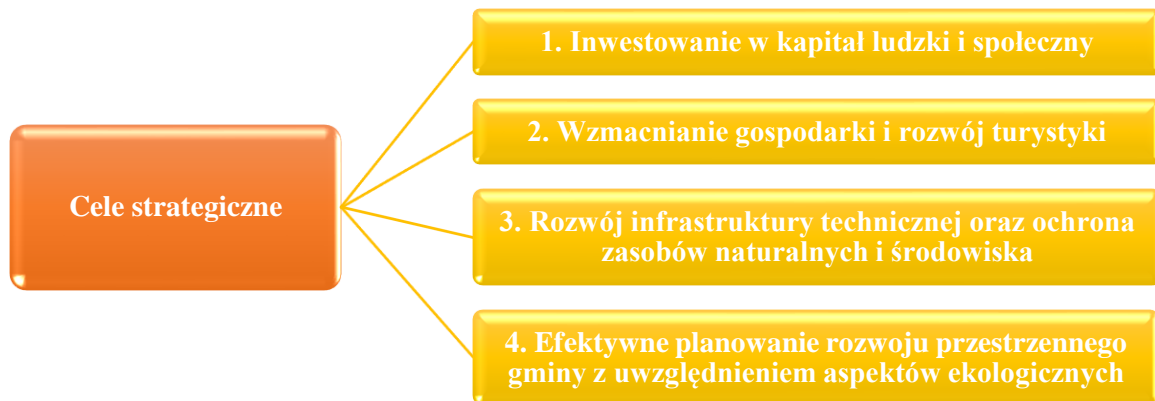 Cele strategiczne
1. Inwestowanie w kapitał ludzki i społeczny
2. Wzmacnianie gospodarki i rozwój turystyki
3. Rozwój infrastruktury technicznej oraz ochrona
zasobów naturalnych i środowiska
4. Efektywne planowanie rozwoju przestrzennego
gminy z uwzględnieniem aspektów ekologicznych